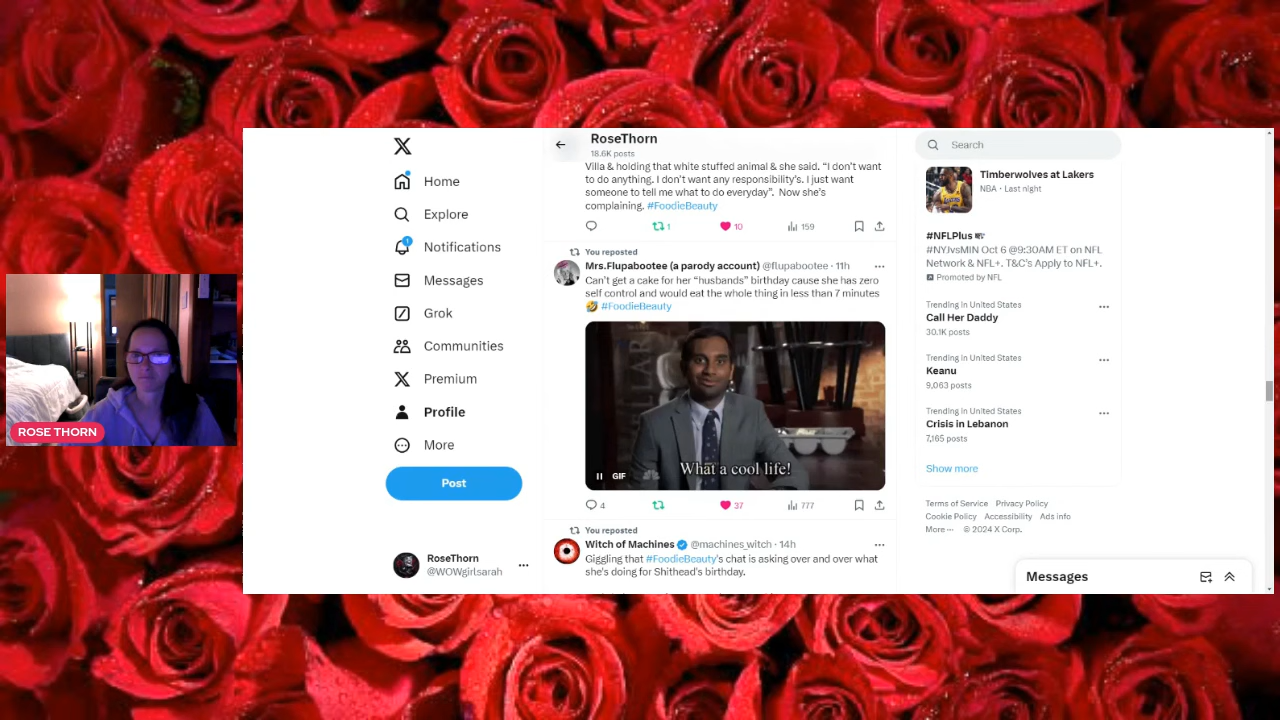 RoseThorn
18.6K posts
Villa & holding that white stuffed animal & she said. “I don’t want
to do anything. I don’t want any responsibility’s. I just want
someone to tell me what to do everyday”. Now she’s
complaining. #FoodieBeauty
1
10
159
You reposted
Mrs.Flupabootee (a parody account) @flupabootee · 11h
Can’t get a cake for her “husbands” birthday cause she has zero
self control and would eat the whole thing in less than 7 minutes
🤣 #FoodieBeauty
What a cool life!
GIF
4
37
777
You reposted
Witch of Machines @machines_witch · 14h
Giggling that #FoodieBeauty's chat is asking over and over what
she's doing for Shithead's birthday.
Home
Explore
1
Notifications
Messages
Grok
Communities
Premium
Profile
More
Post
RoseThorn
@WOWgirlsarah
Search
Timberwolves at Lakers
NBA · Last night
#NFLPlus
#NYJvsMIN Oct 6 @9:30AM ET on NFL
Network & NFL+. T&C's Apply to NFL+.
Promoted by NFL
Trending in United States
Call Her Daddy
30.1K posts
Trending in United States
Keanu
9,063 posts
Trending in United States
Crisis in Lebanon
7,165 posts
Show more
Terms of Service Privacy Policy
Cookie Policy Accessibility Ads info
More ··· © 2024 X Corp.
Messages
ROSE THORN